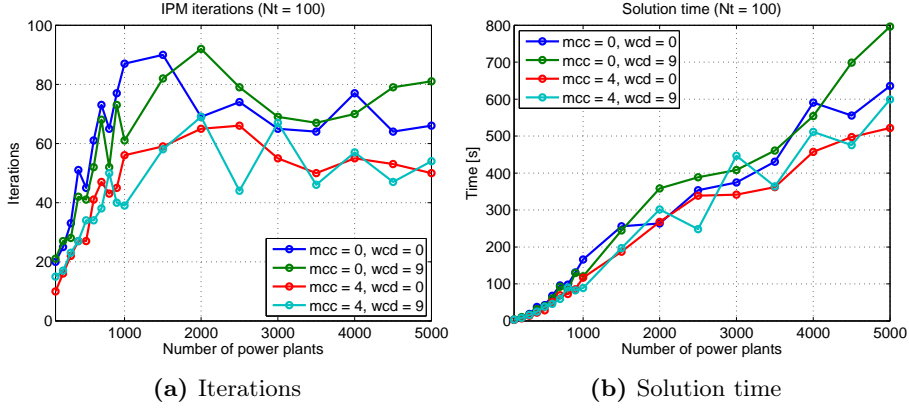 IPM iterations (Nt = 100)
100
80
60
40
20
0
Iterations
mcc = 0, wcd = 0
mcc = 0, wcd = 9
mcc = 4, wcd = 0
mcc = 4, wcd = 9
1000 2000 3000 4000 5000
Number of power plants
(a) Iterations
Solution time (Nt = 100)
800
700
600
500
400
300
200
100
0
Time [s]
mcc = 0, wcd = 0
mcc = 0, wcd = 9
mcc = 4, wcd = 0
mcc = 4, wcd = 9
1000 2000 3000 4000 5000
Number of power plants
(b) Solution time